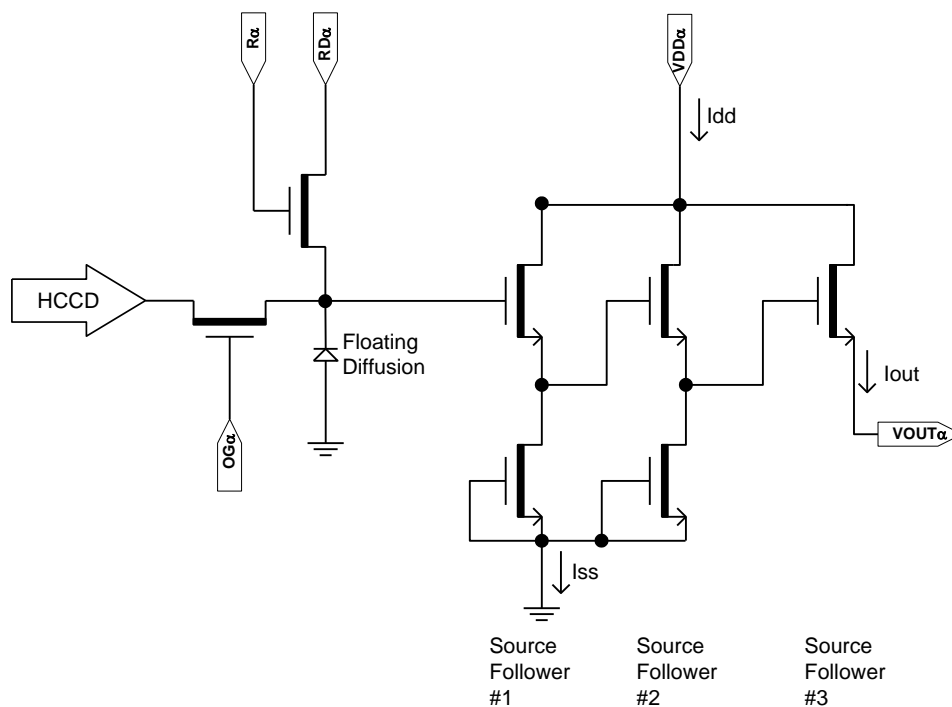 Rα
RDα
VDDα
Idd
HCCD
Floating
Diffusion
OGα
Iout
VOUTα
Iss
Source
Follower
#1
Source
Follower
#2
Source
Follower
#3